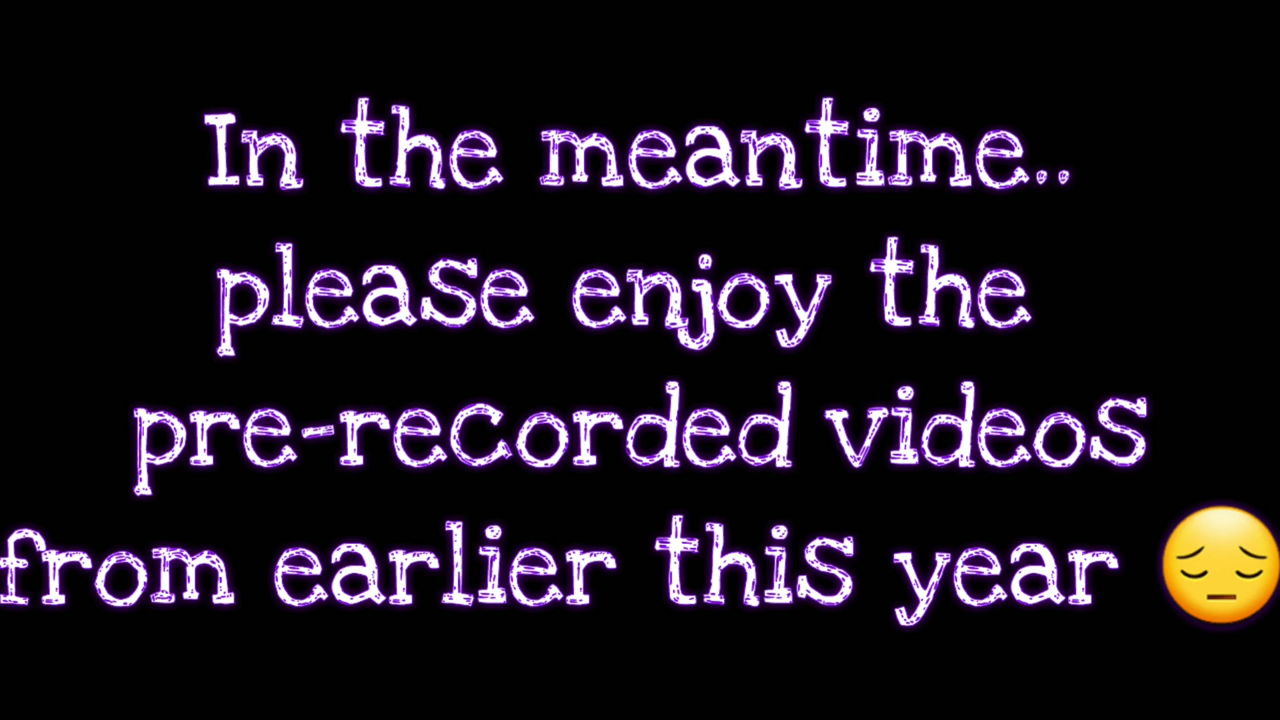 In the meantime..
please enjoy the
pre-recorded videos
from earlier this year 😔